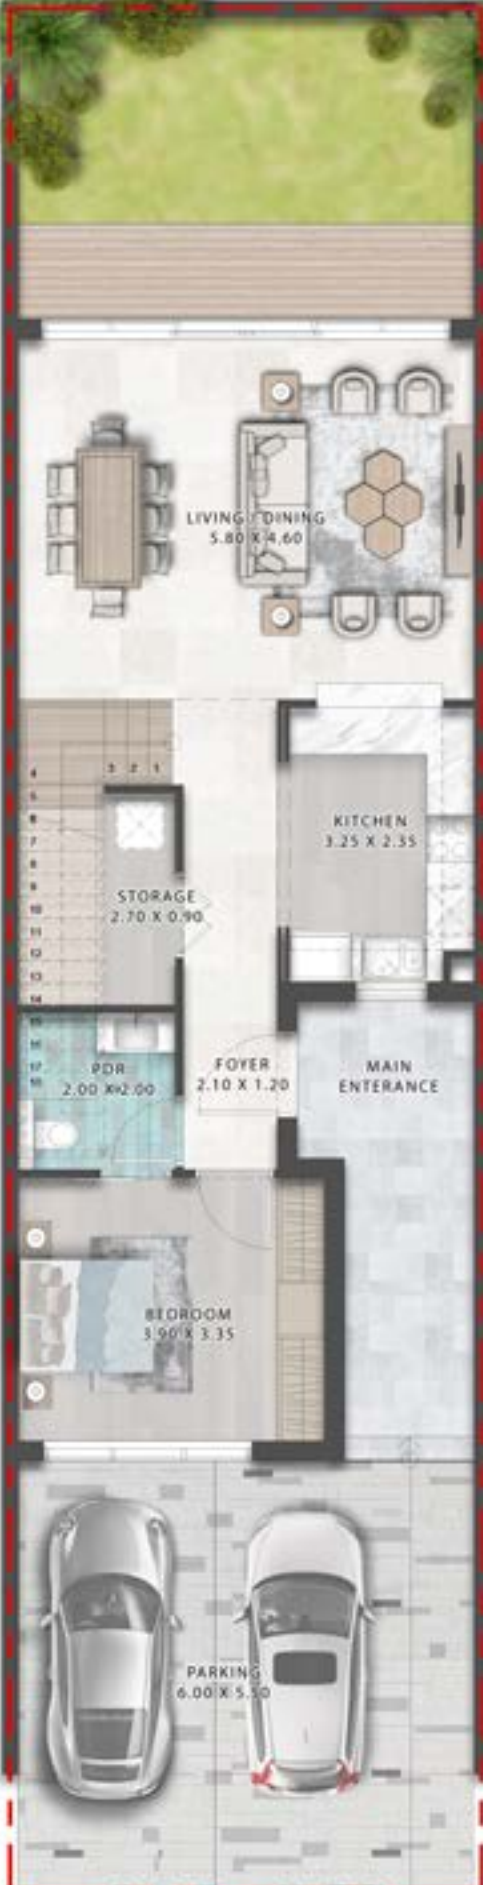 LIVING / DINING
5.80 X 4.60
3 2 1
4
5
6
7
8
9
10
11
12
13
14
15
16
17
18
KITCHEN
3.25 X 2.35
STORAGE
2.70 X 0.90
PDR
2.00 X 2.00
FOYER
2.10 X 1.20
MAIN
ENTERANCE
BEDROOM
3.90 X 3.35
PARKING
6.00 X 5.50